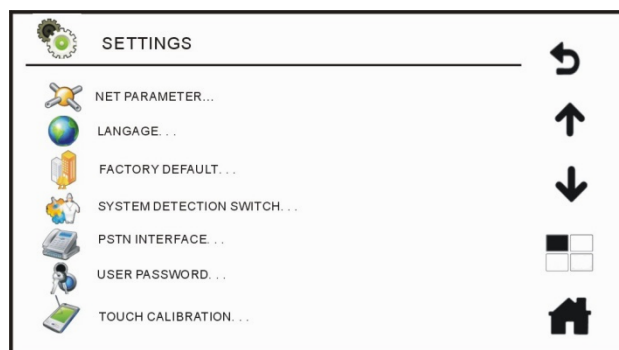 SETTINGS
NET PARAMETER...
LANGAGE. . .
FACTORY DEFAULT. . .
SYSTEM DETECTION SWITCH. . .
PSTN INTERFACE. . .
USER PASSWORD. . .
TOUCH CALIBRATION. . .